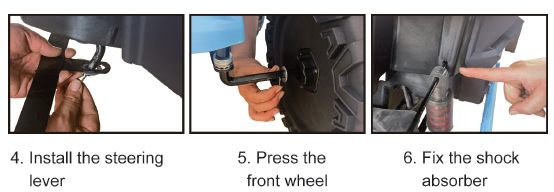 4. Install the steering
lever
5. Press the
front wheel
6. Fix the shock
absorber